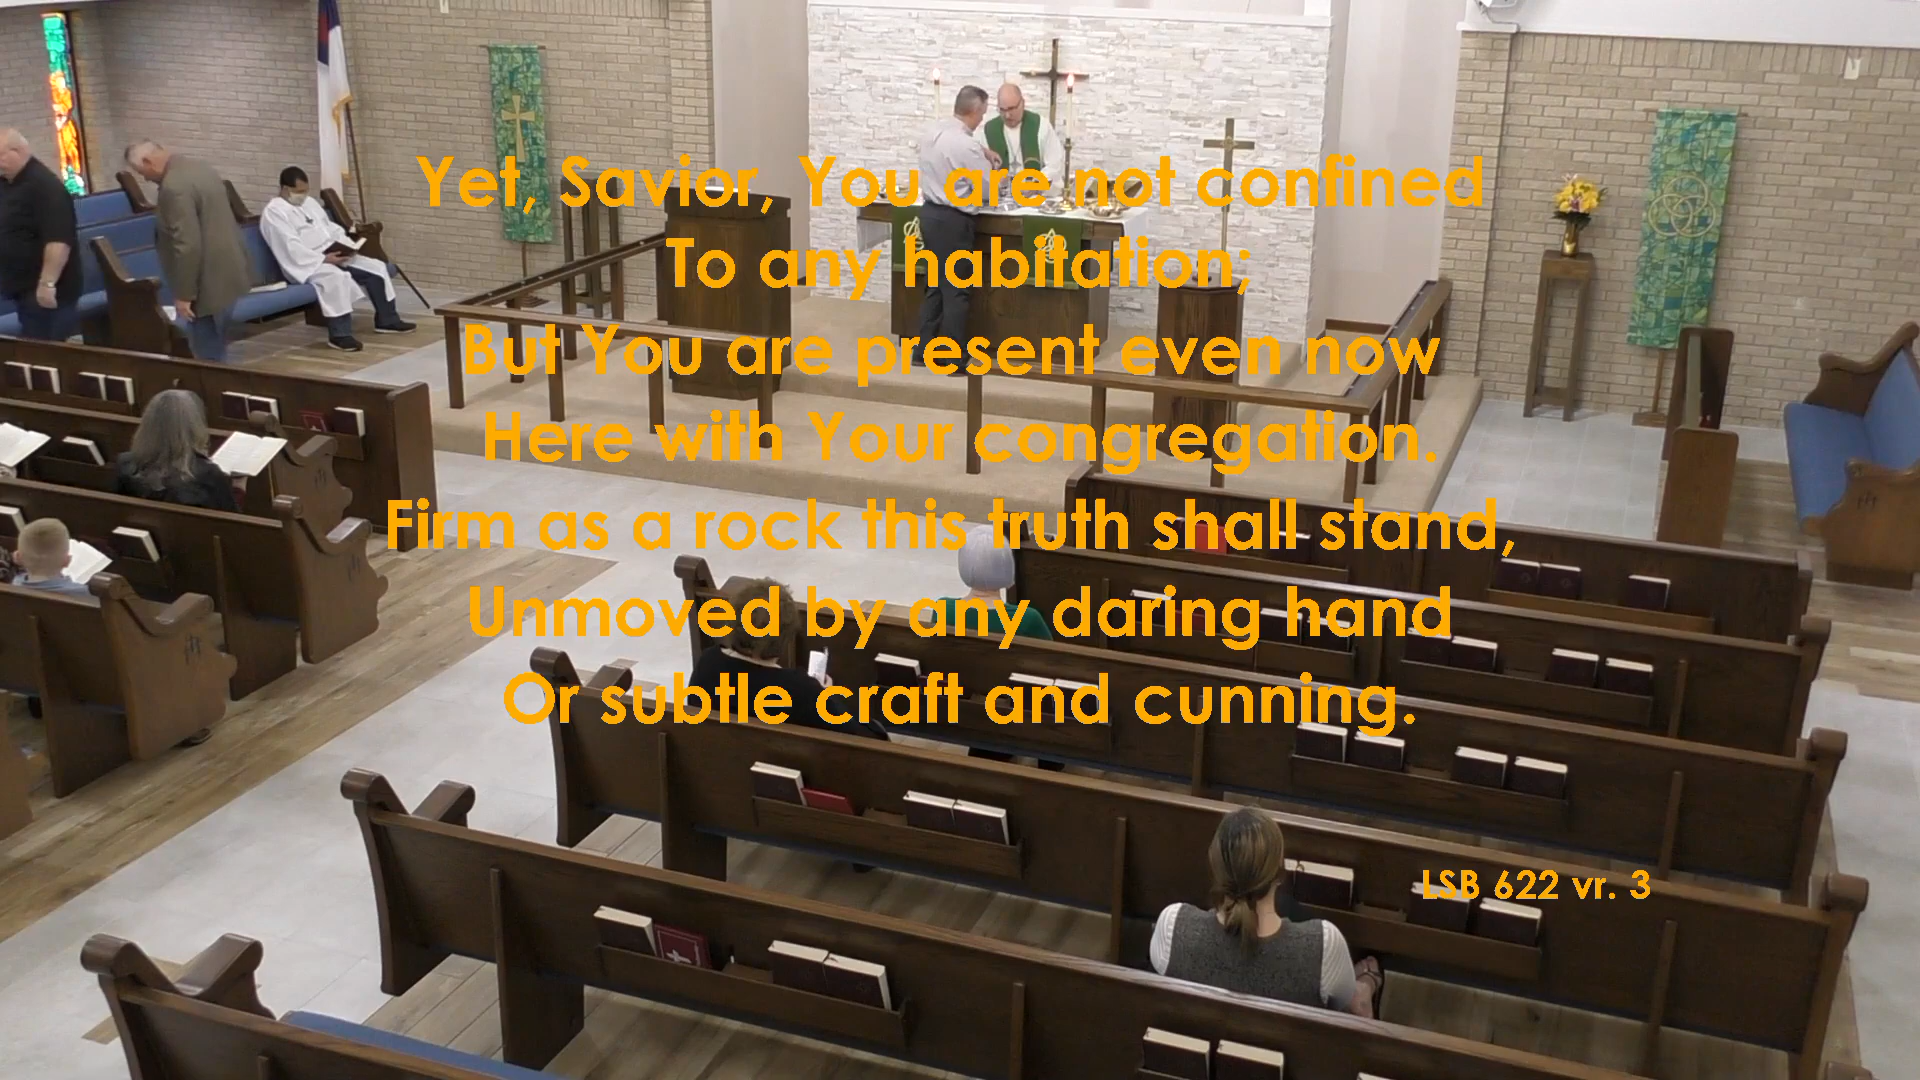 Yet, Savior, You are not confined
To any habitation;
But You are present even now
Here with Your congregation.
Firm as a rock this truth shall stand,
Unmoved by any daring hand
Or subtle craft and cunning.
LSB 622 vr. 3